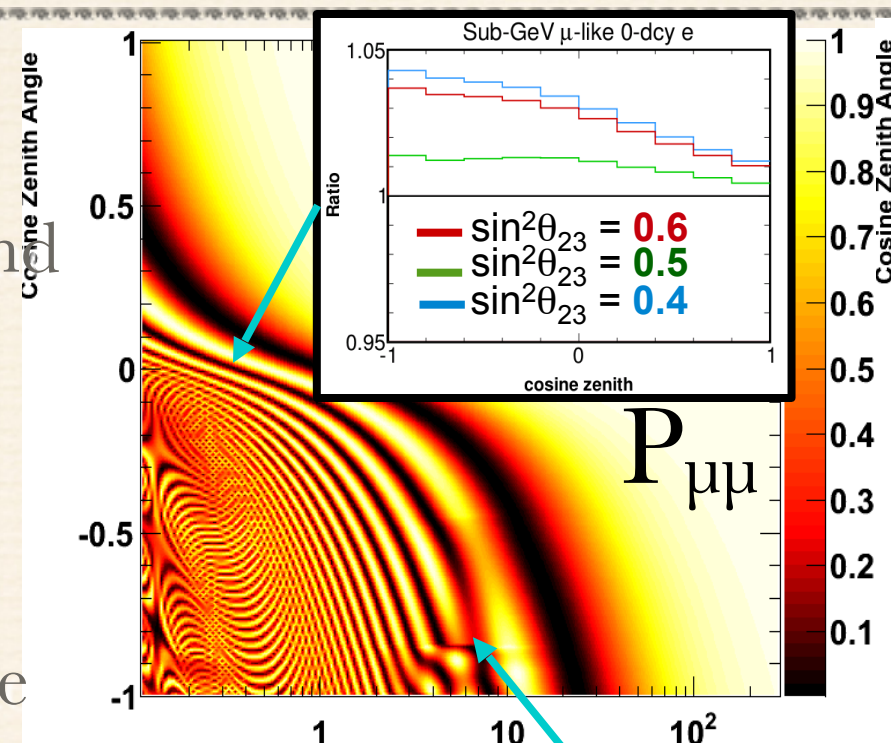 Sub-GeV μ-like 0-dcy e
1.05
1
0.95
Ratio
-1
0
1
cosine zenith
sin²θ₂₃ = 0.6
sin²θ₂₃ = 0.5
sin²θ₂₃ = 0.4
Cosine Zenith Angle
1
0.5
0
-0.5
-1
1
10
10²
Pμμ
1
0.9
0.8
0.7
0.6
0.5
0.4
0.3
0.2
0.1
Cosine Zenith Angle
nd
e